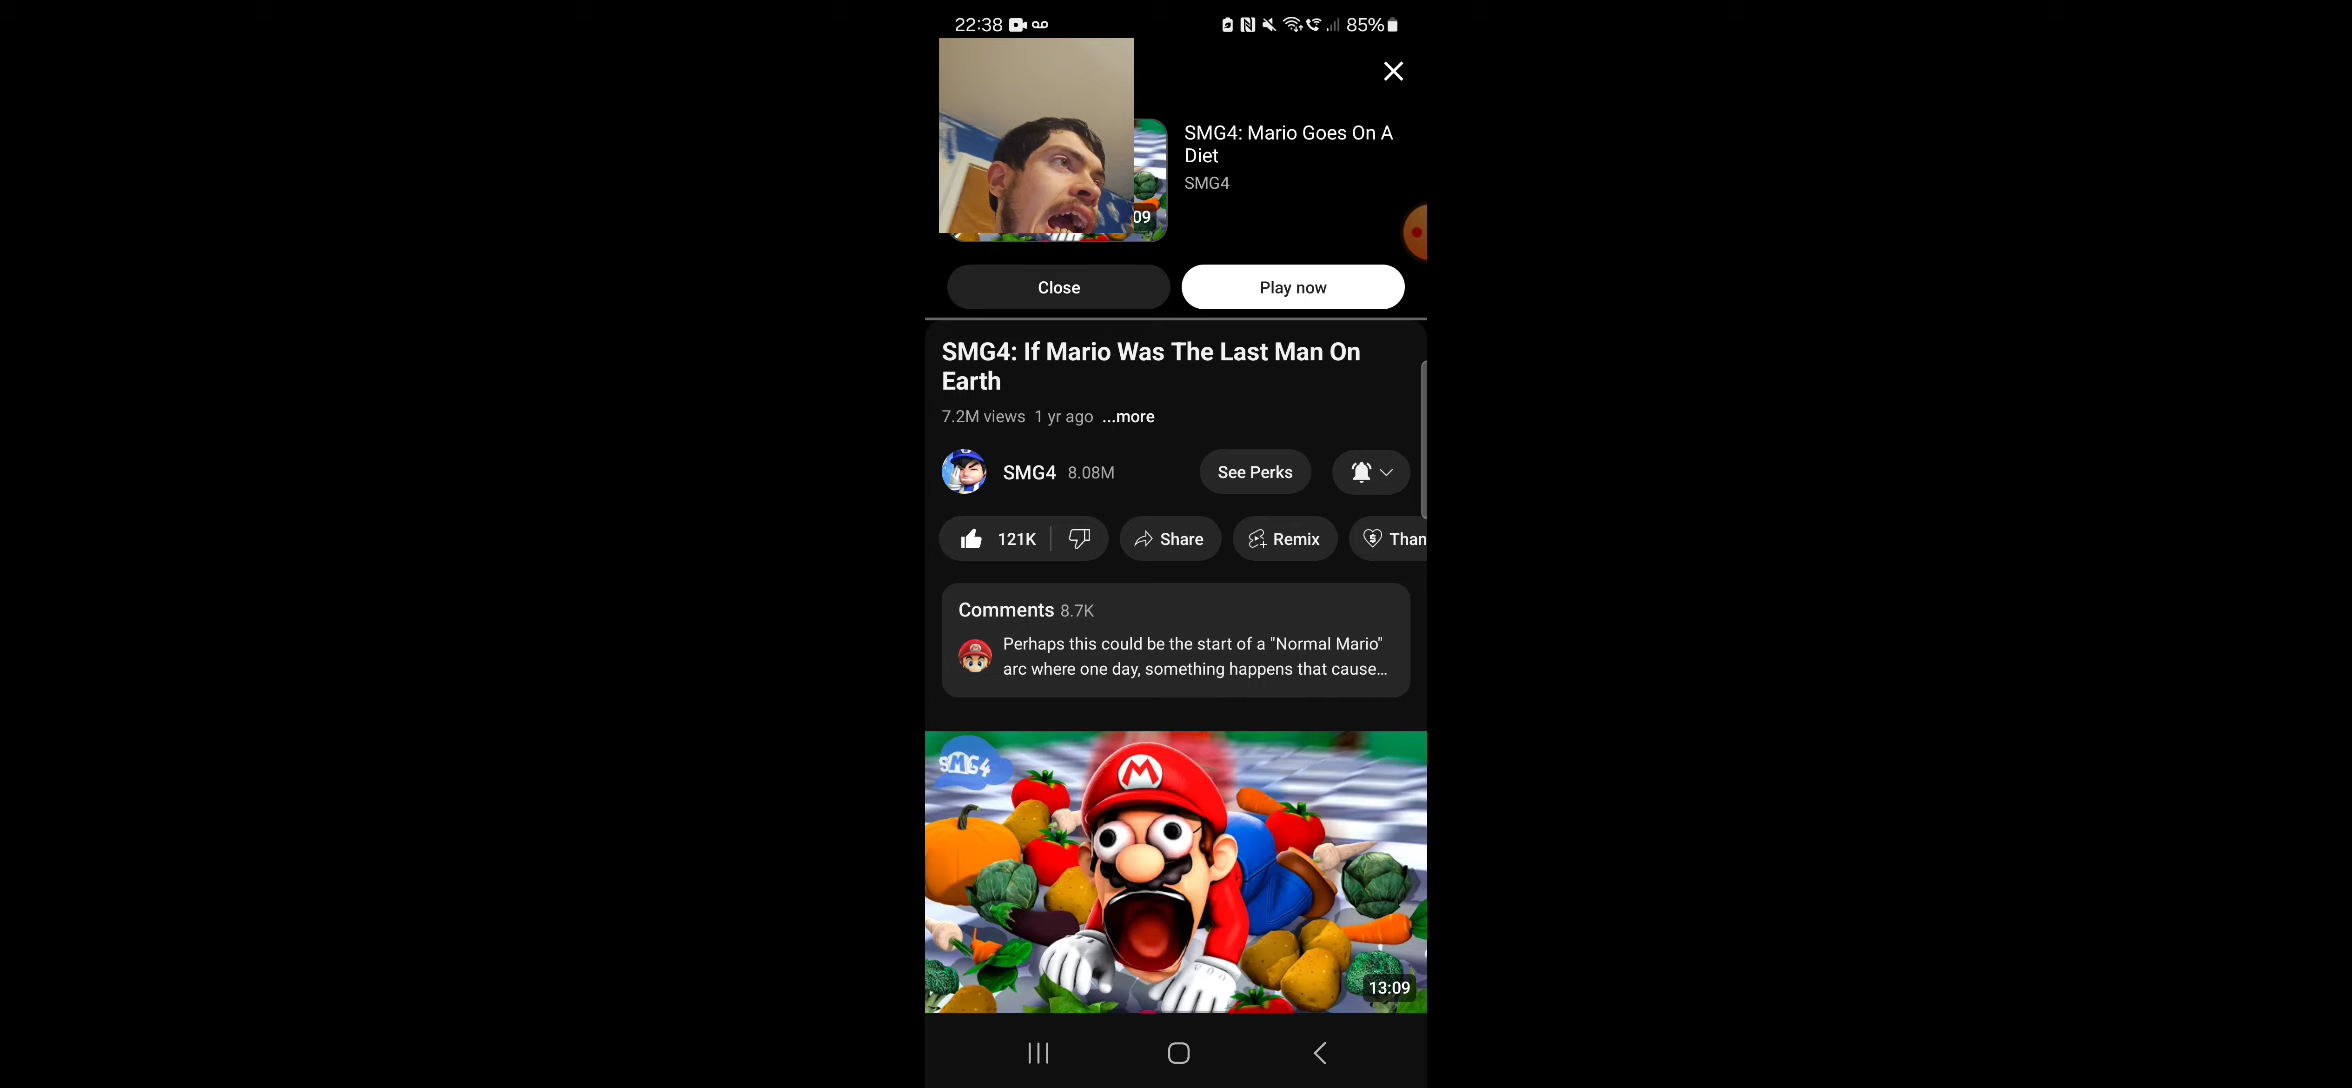 22:38
85%
SMG4: Mario Goes On A
Diet
SMG4
09
Close
Play now
SMG4: If Mario Was The Last Man On
Earth
7.2M views 1 yr ago ...more
SMG4 8.08M
See Perks
121K
Share
Remix
Than
Comments 8.7K
Perhaps this could be the start of a "Normal Mario"
arc where one day, something happens that cause...
SMG4
M
13:09